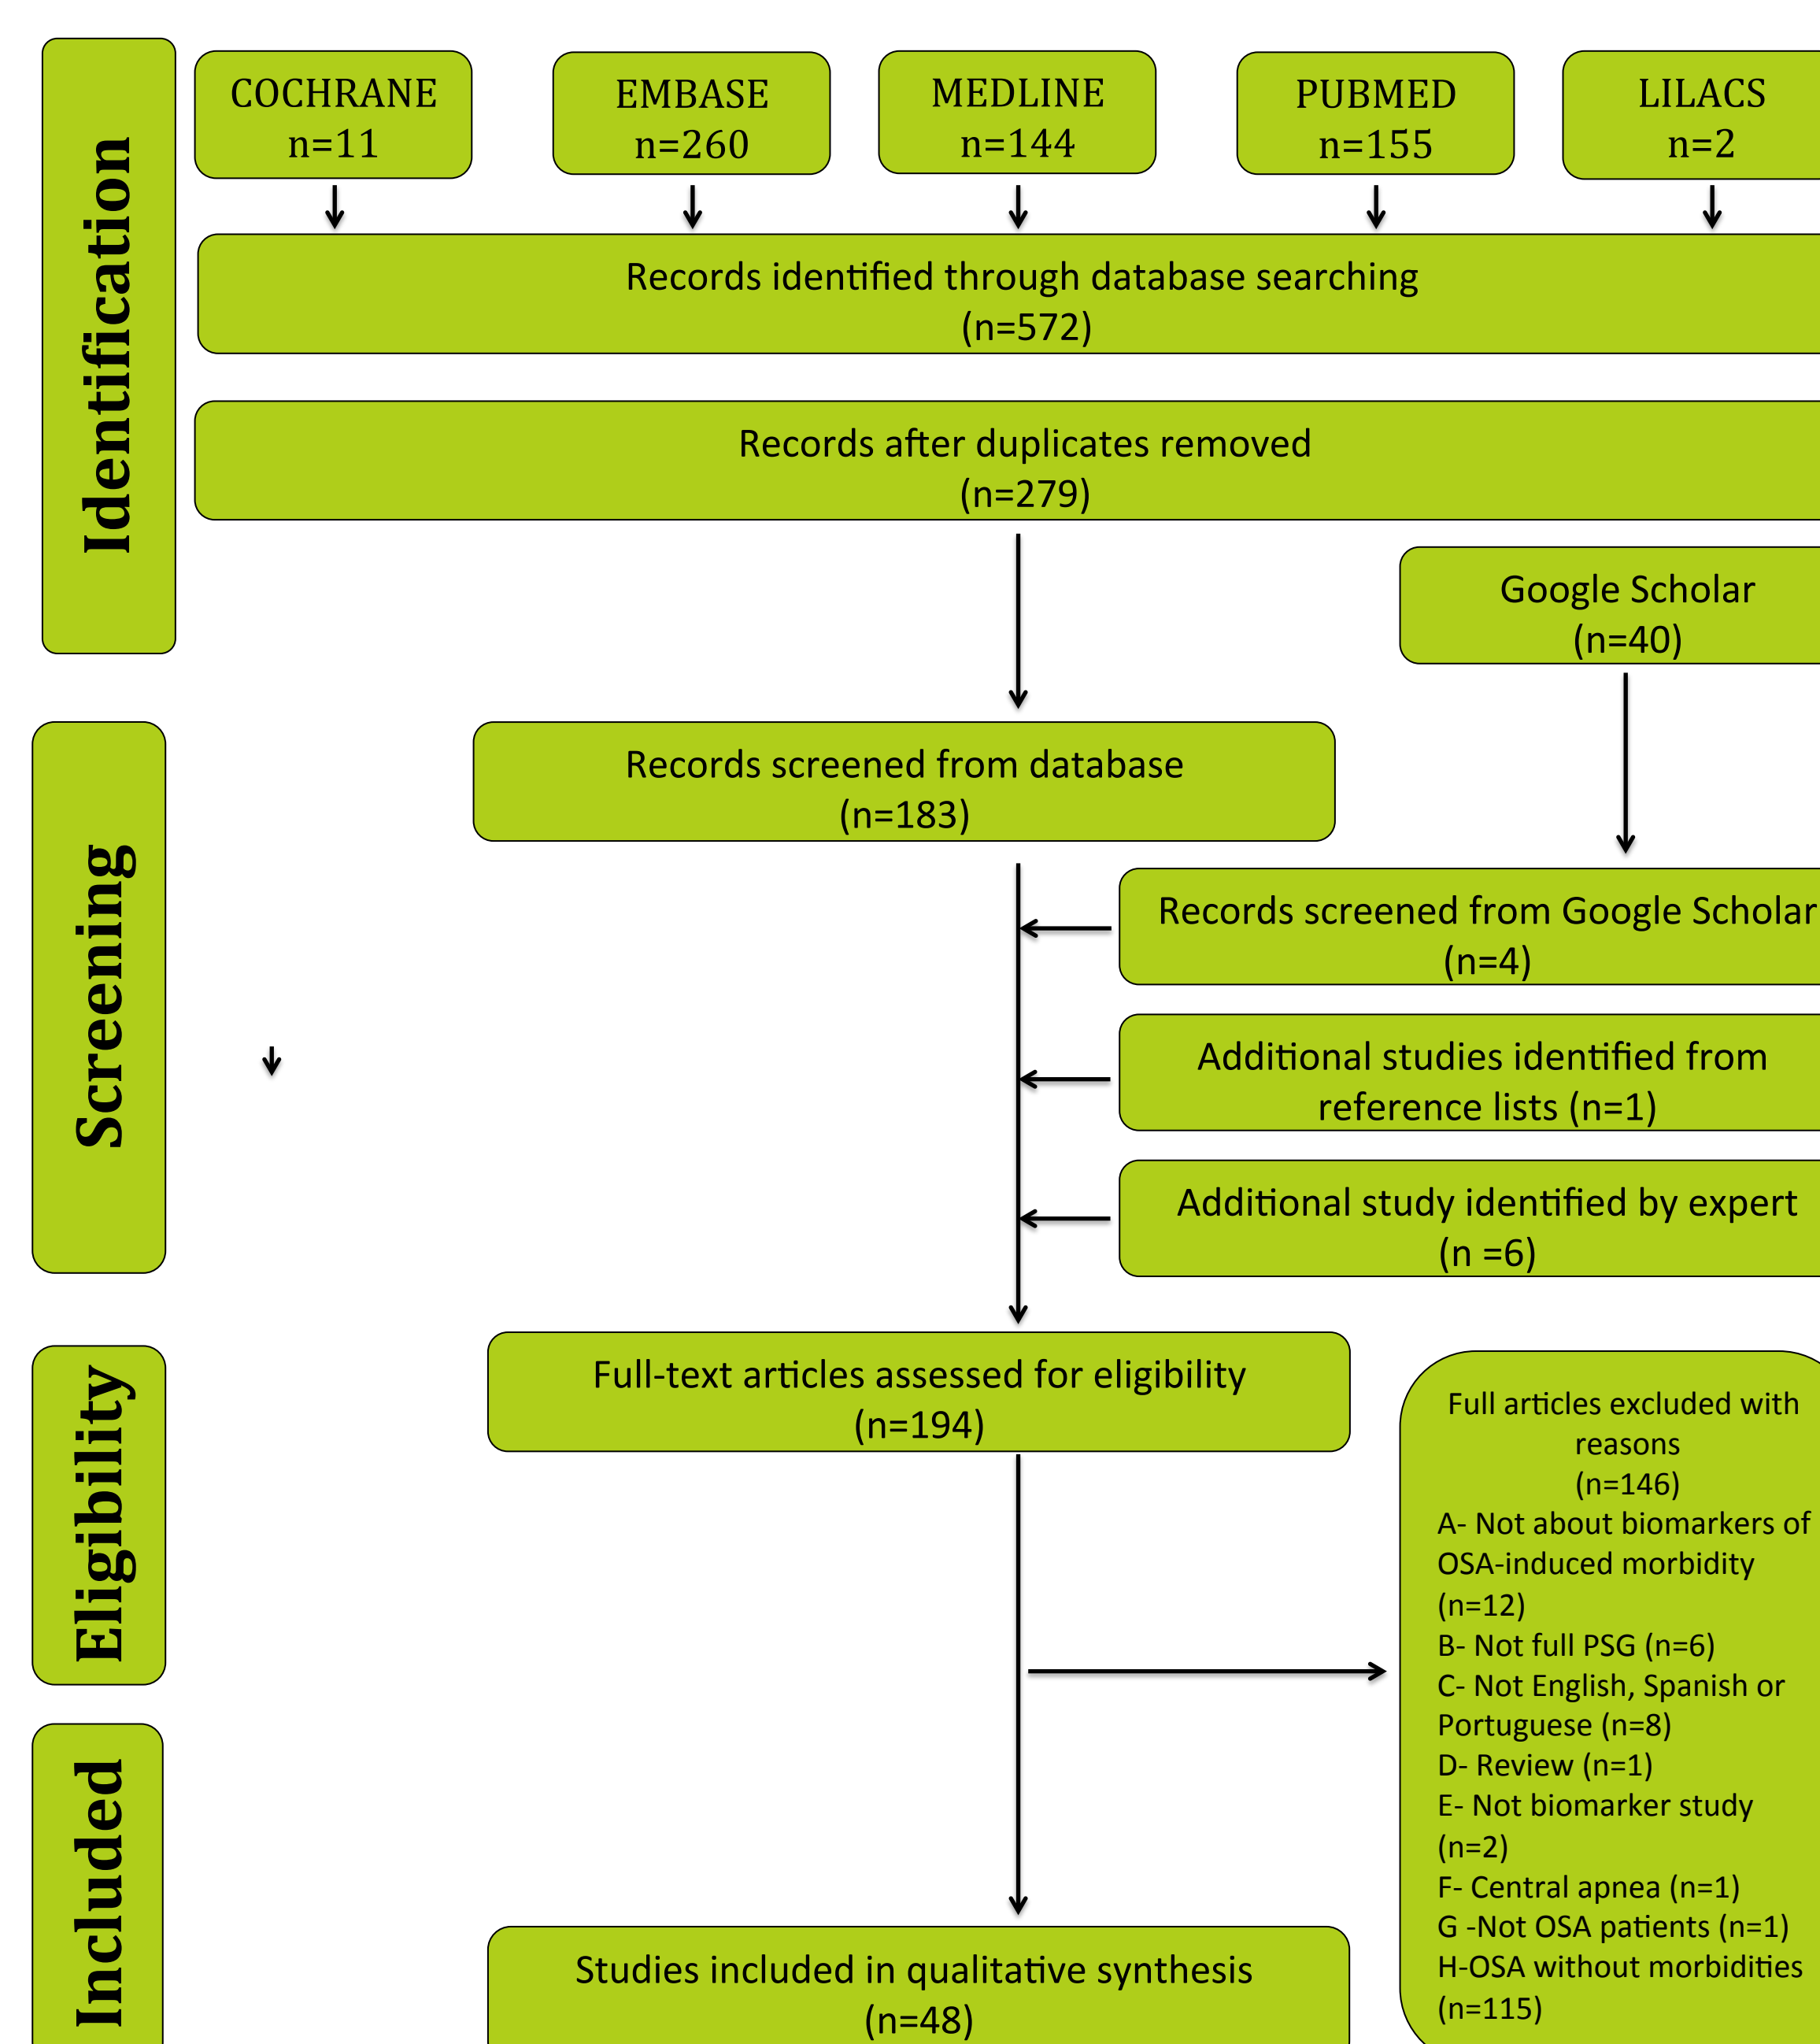 Identification
COCHRANE
n=11
EMBASE
n=260
MEDLINE
n=144
PUBMED
n=155
LILACS
n=2
Records identified through database searching
(n=572)
Records after duplicates removed
(n=279)
Google Scholar
(n=40)
Screening
Records screened from database
(n=183)
Records screened from Google Scholar
(n=4)
Additional studies identified from
reference lists (n=1)
Additional study identified by expert
(n =6)
Eligibility
Full-text articles assessed for eligibility
(n=194)
Full articles excluded with
reasons
(n=146)
A- Not about biomarkers of
OSA-induced morbidity
(n=12)
B- Not full PSG (n=6)
C- Not English, Spanish or
Portuguese (n=8)
D- Review (n=1)
E- Not biomarker study
(n=2)
F- Central apnea (n=1)
G -Not OSA patients (n=1)
H-OSA without morbidities
(n=115)
Included
Studies included in qualitative synthesis
(n=48)